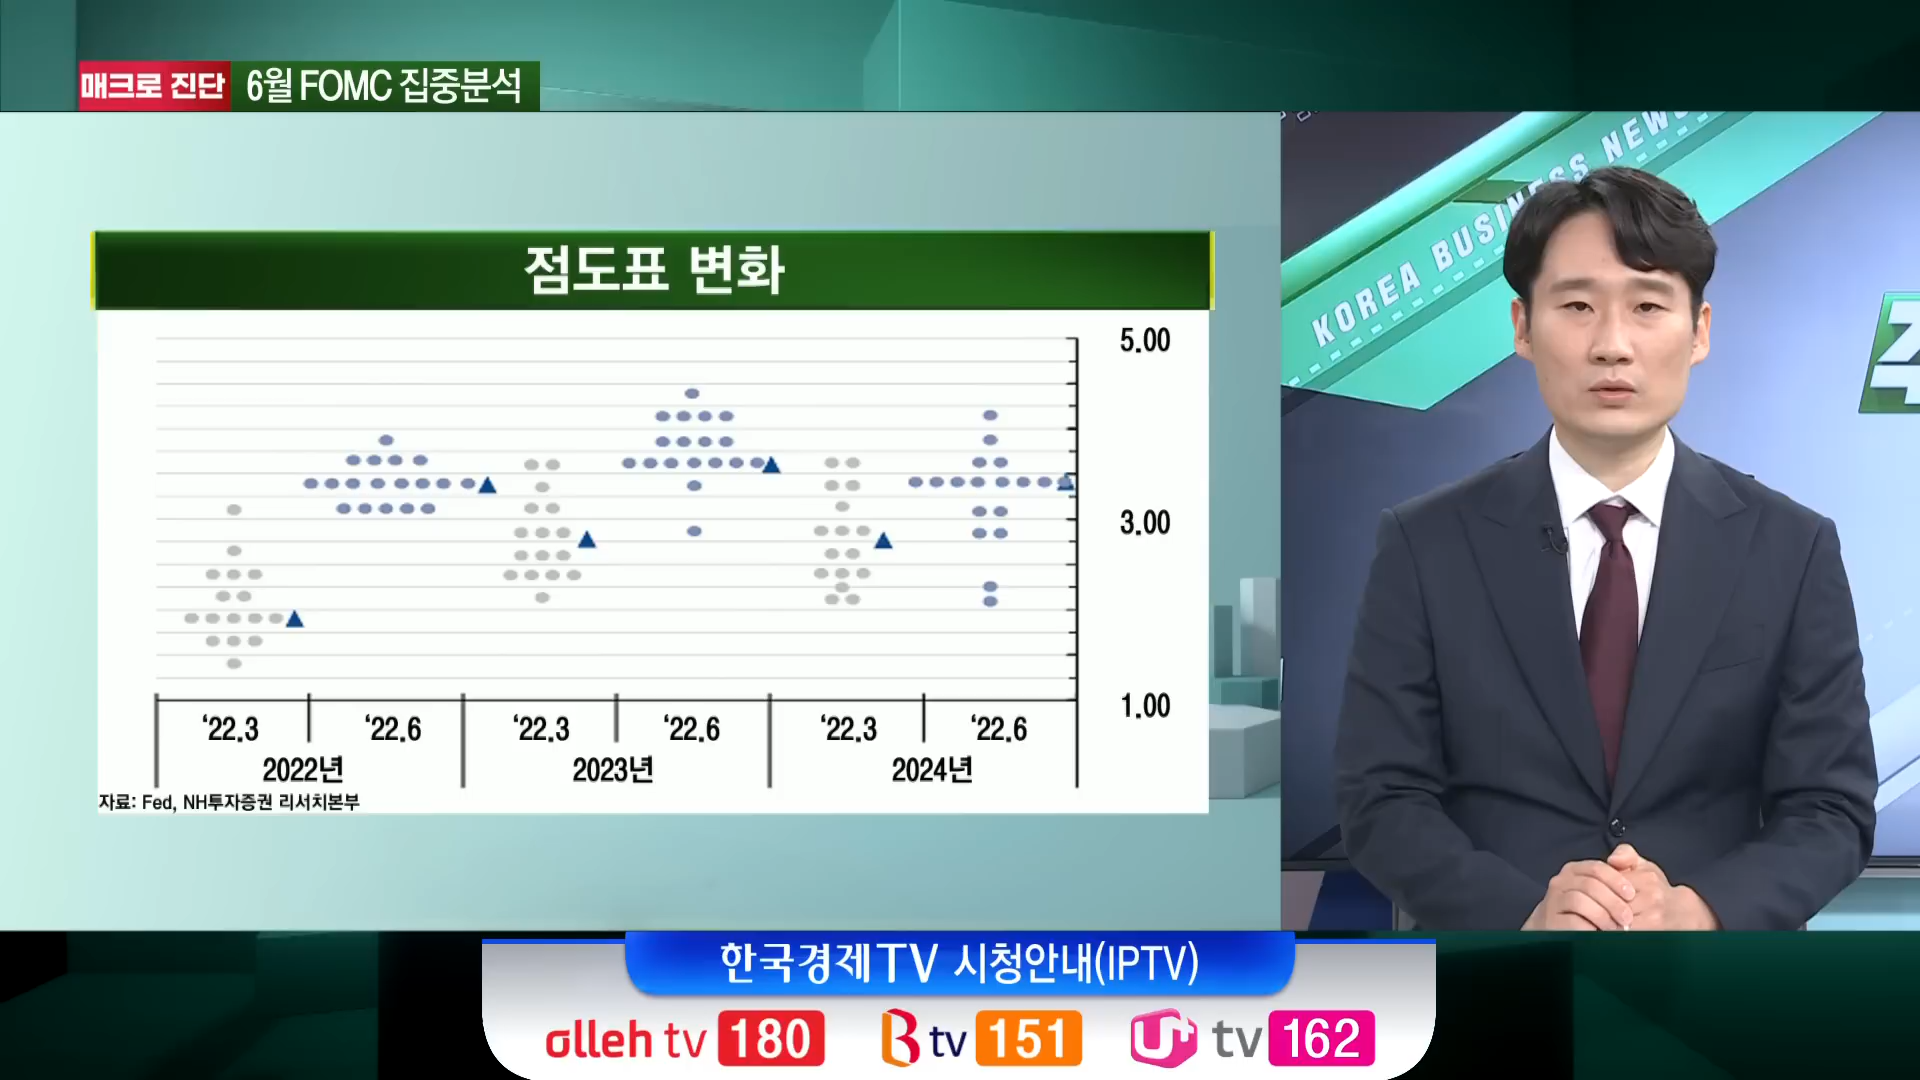 매크로 진단 6월 FOMC 집중분석
KOREA BUSINESS NEWS
점도표 변화
5.00
3.00
1.00
‘22.3 ‘22.6 ‘22.3 ‘22.6 ‘22.3 ‘22.6
2022년 2023년 2024년
자료: Fed, NH투자증권 리서치본부
한국경제TV 시청안내(IPTV)
olleh tv 180 B tv 151 U+ tv 162